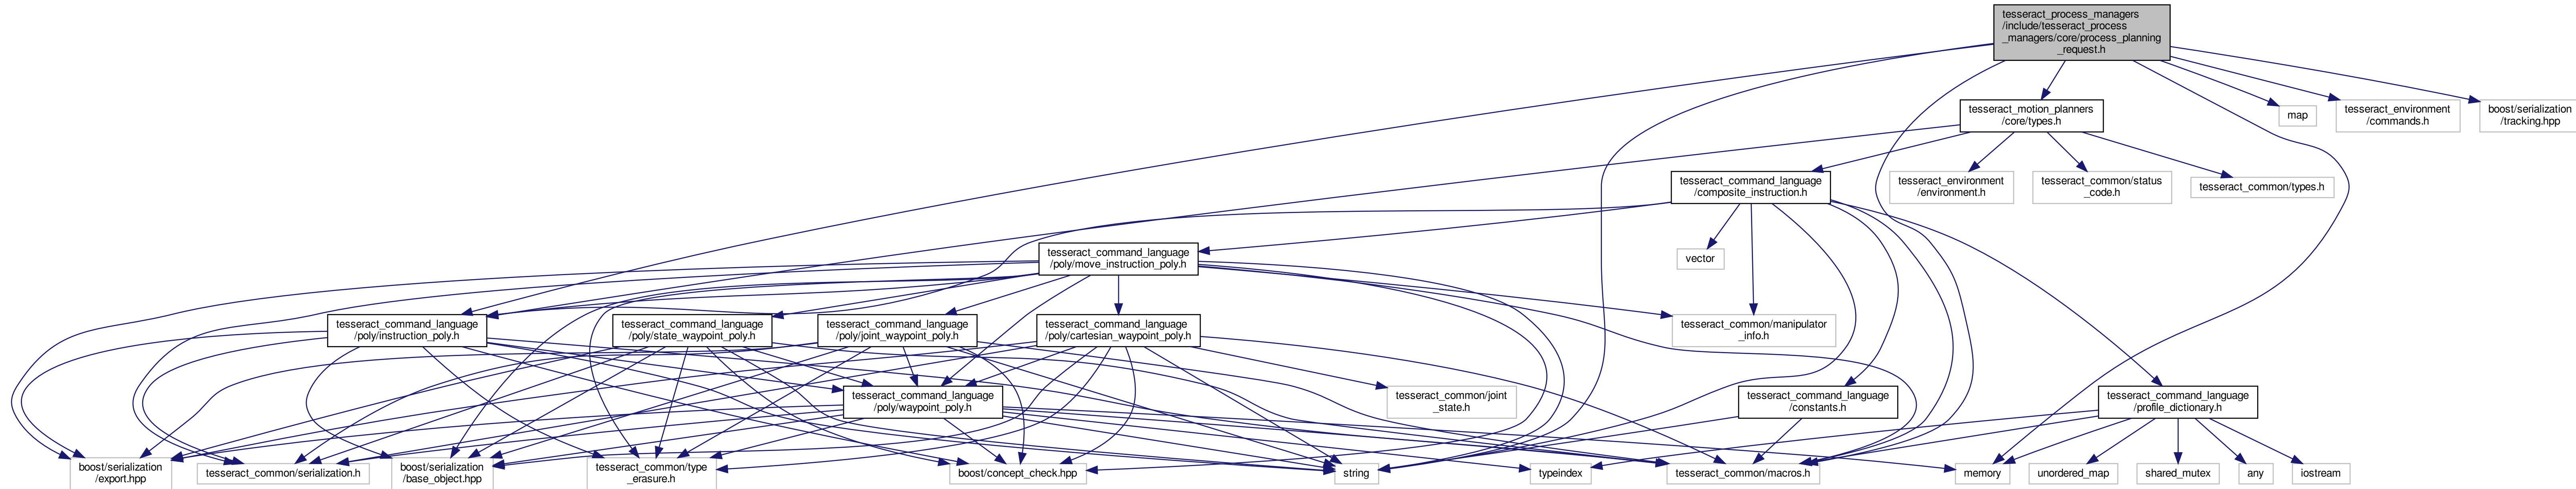 tesseract_process_managers
/include/tesseract_process
_managers/core/process_planning
_request.h
tesseract_motion_planners
/core/types.h
map
tesseract_environment
/commands.h
boost/serialization
/tracking.hpp
tesseract_command_language
/composite_instruction.h
tesseract_environment
/environment.h
tesseract_common/status
_code.h
tesseract_common/types.h
tesseract_command_language
/poly/move_instruction_poly.h
vector
tesseract_command_language
/poly/instruction_poly.h
tesseract_command_language
/poly/state_waypoint_poly.h
tesseract_command_language
/poly/joint_waypoint_poly.h
tesseract_command_language
/poly/cartesian_waypoint_poly.h
tesseract_common/manipulator
_info.h
tesseract_command_language
/poly/waypoint_poly.h
tesseract_common/joint
_state.h
tesseract_command_language
/constants.h
tesseract_command_language
/profile_dictionary.h
boost/serialization
/export.hpp
tesseract_common/serialization.h
boost/serialization
/base_object.hpp
tesseract_common/type
_erasure.h
boost/concept_check.hpp
string
typeindex
tesseract_common/macros.h
memory
unordered_map
shared_mutex
any
iostream